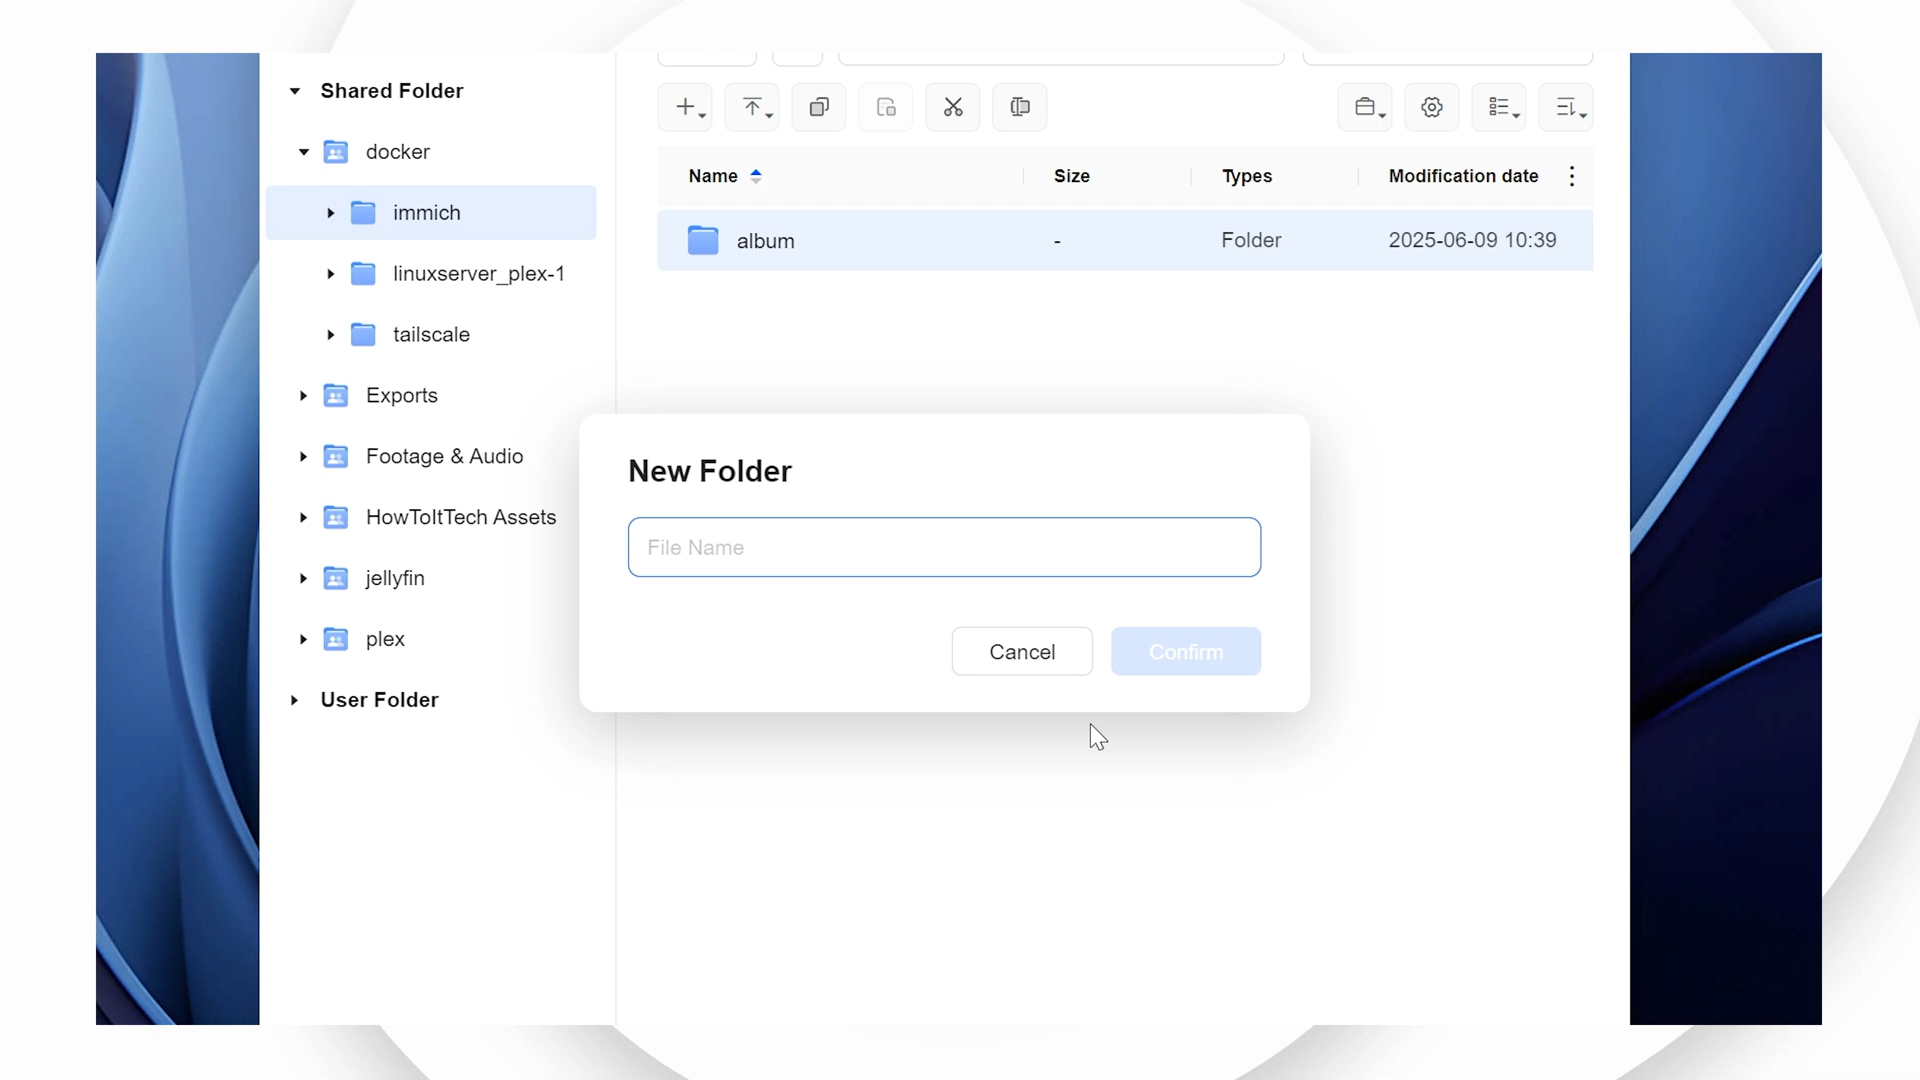 Shared Folder
docker
immich
linuxserver_plex-1
tailscale
Exports
Footage & Audio
HowToItTech Assets
jellyfin
plex
User Folder
Name Size Types Modification date
album - Folder 2025-06-09 10:39
New Folder
File Name
Cancel Confirm